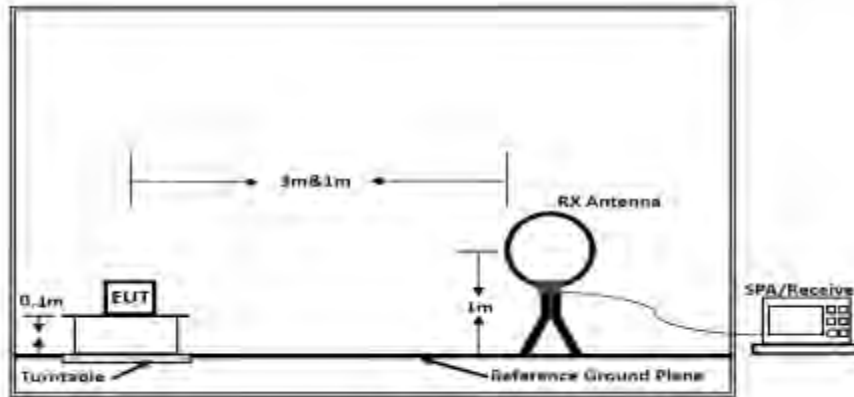 3m&1m
RX Antenna
EUT
1m
SPA/Receive
Turntable
Reference Ground Plane